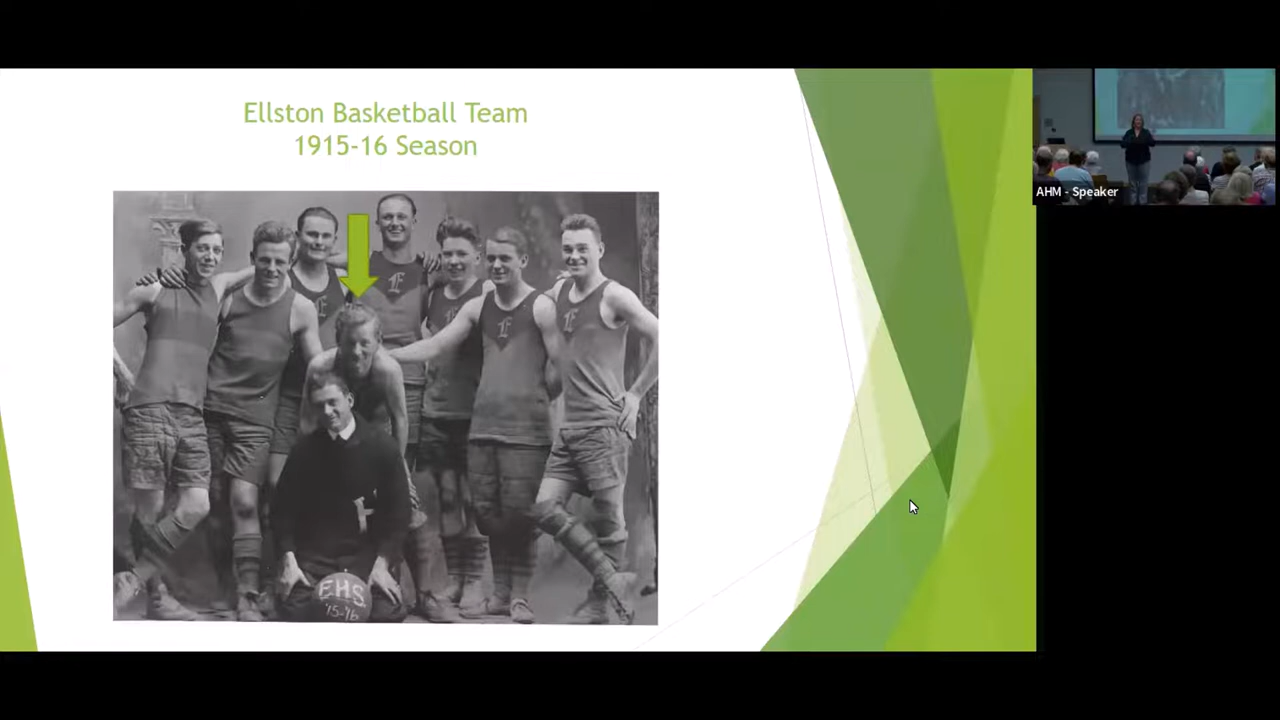 Ellston Basketball Team
1915-16 Season
AHM - Speaker
E
E
E
E
EHS
'15-16